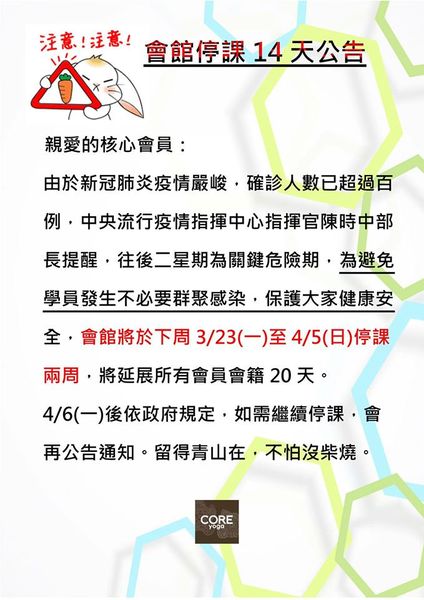 注意!注意!
會館停課 14 天公告
親愛的核心會員：
由於新冠肺炎疫情嚴峻，確診人數已超過百
例，中央流行疫情指揮中心指揮官陳時中部
長提醒，往後二星期為關鍵危險期，為避免
學員發生不必要群聚感染，保護大家健康安
全，會館將於下周 3/23(一)至 4/5(日)停課
兩周，將延展所有會員會籍 20 天。
4/6(一)後依政府規定，如需繼續停課，會
再公告通知。留得青山在，不怕沒柴燒。
CORE
yoga